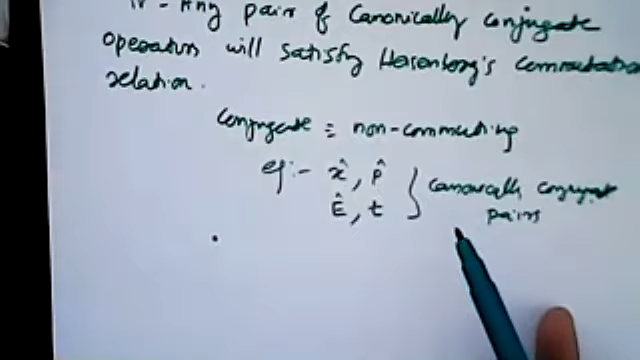 IV - Any pair of Canonically Conjugate
Operators will satisfy Heisenberg's Commutation
relation.
Conjugate ≡ non-commuting
eg:- x̂, p̂
Ê, t
} Canonically conjugate
pairs